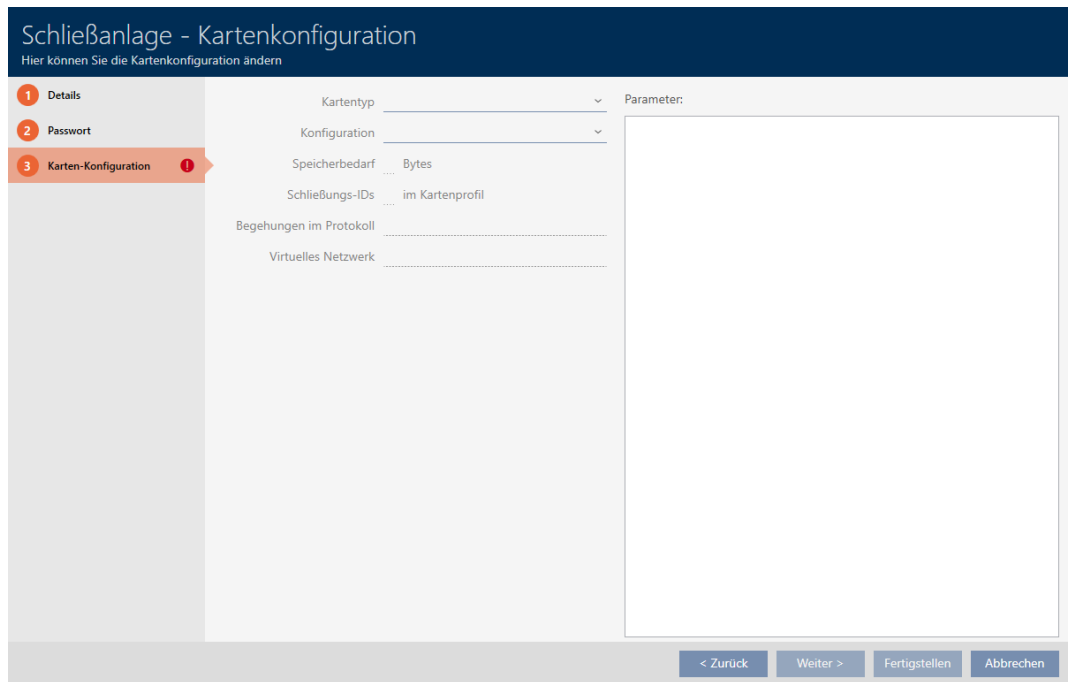 Schließanlage - Kartenkonfiguration
Hier können Sie die Kartenkonfiguration ändern
1 Details
2 Passwort
3 Karten-Konfiguration !
Kartentyp
Konfiguration
Speicherbedarf .... Bytes
Schließungs-IDs .... im Kartenprofil
Begehungen im Protokoll
Virtuelles Netzwerk
Parameter:
< Zurück Weiter > Fertigstellen Abbrechen